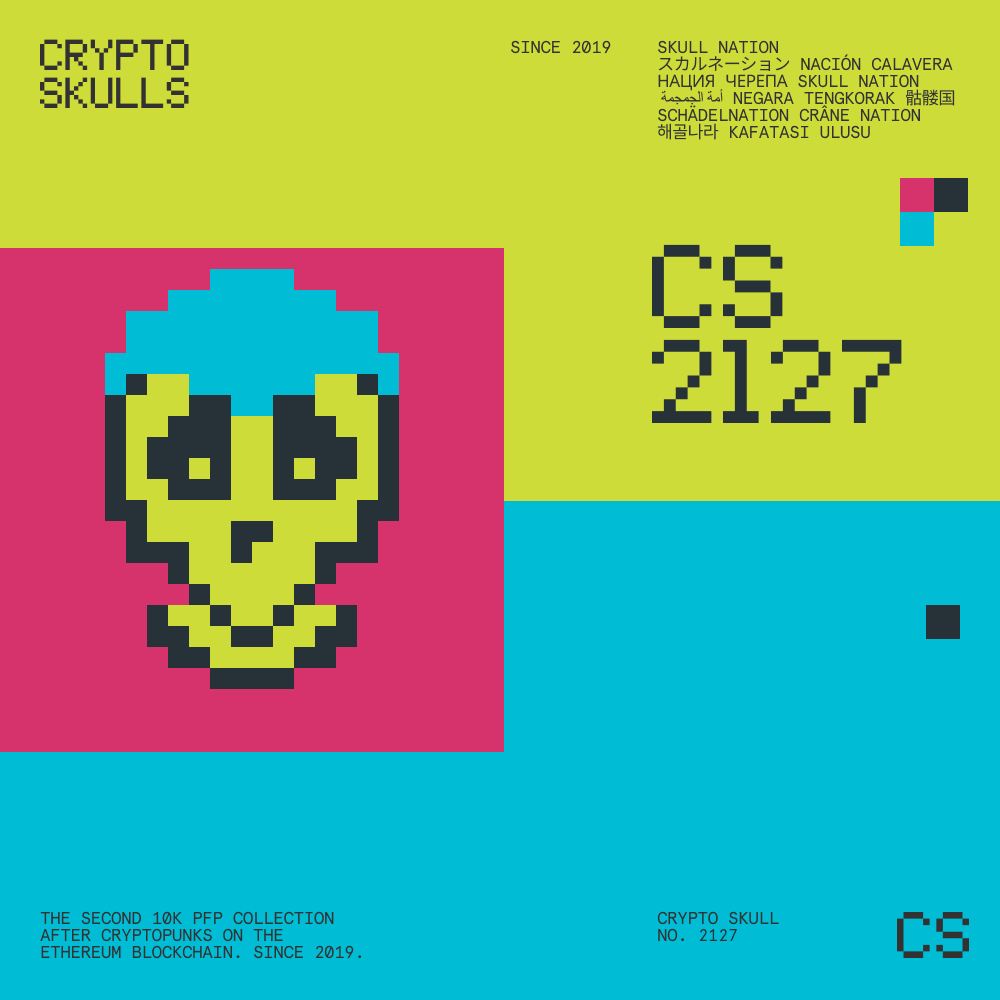 CRYPTO
SKULLS
SINCE 2019
SKULL NATION
スカルネーション NACIÓN CALAVERA
НАЦИЯ ЧЕРЕПА SKULL NATION
أمة الجمجمة NEGARA TENGKORAK 骷髅国
SCHÄDELNATION CRÂNE NATION
해골나라 KAFATASI ULUSU
CS
2127
THE SECOND 10K PFP COLLECTION
AFTER CRYPTOPUNKS ON THE
ETHEREUM BLOCKCHAIN. SINCE 2019.
CRYPTO SKULL
NO. 2127
CS